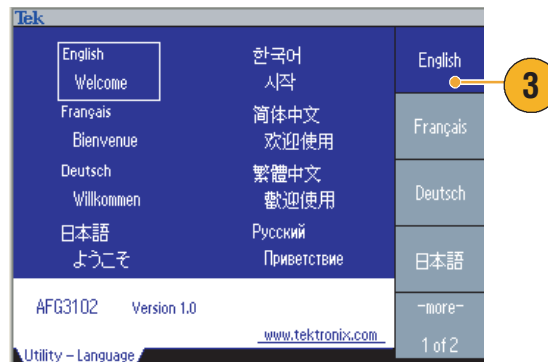 Tek
English
Welcome
Français
Bienvenue
Deutsch
Willkommen
日本語
ようこそ
한국어
시작
简体中文
欢迎使用
繁體中文
歡迎使用
Русский
Приветствие
AFG3102 Version 1.0
www.tektronix.com
Utility – Language
English
Français
Deutsch
日本語
–more–
1 of 2
3